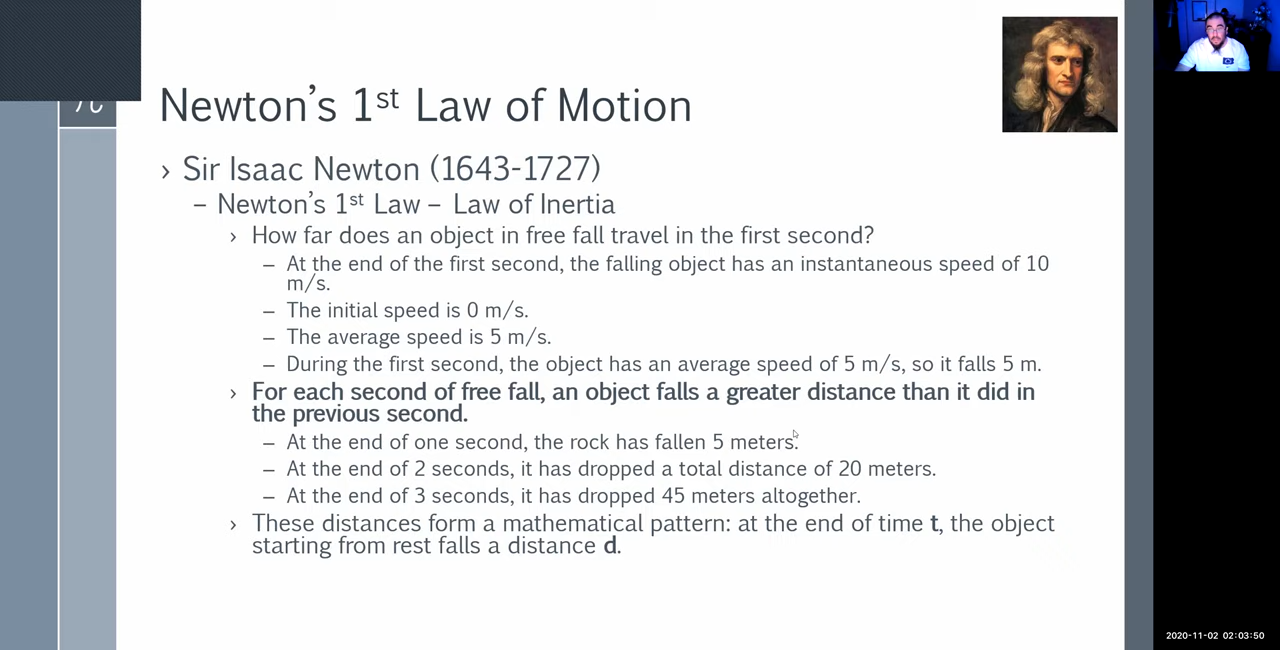 π
Newton's 1st Law of Motion
› Sir Isaac Newton (1643-1727)
– Newton's 1st Law – Law of Inertia
› How far does an object in free fall travel in the first second?
– At the end of the first second, the falling object has an instantaneous speed of 10
m/s.
– The initial speed is 0 m/s.
– The average speed is 5 m/s.
– During the first second, the object has an average speed of 5 m/s, so it falls 5 m.
› For each second of free fall, an object falls a greater distance than it did in
the previous second.
– At the end of one second, the rock has fallen 5 meters.
– At the end of 2 seconds, it has dropped a total distance of 20 meters.
– At the end of 3 seconds, it has dropped 45 meters altogether.
› These distances form a mathematical pattern: at the end of time t, the object
starting from rest falls a distance d.
2020-11-02 02:03:50